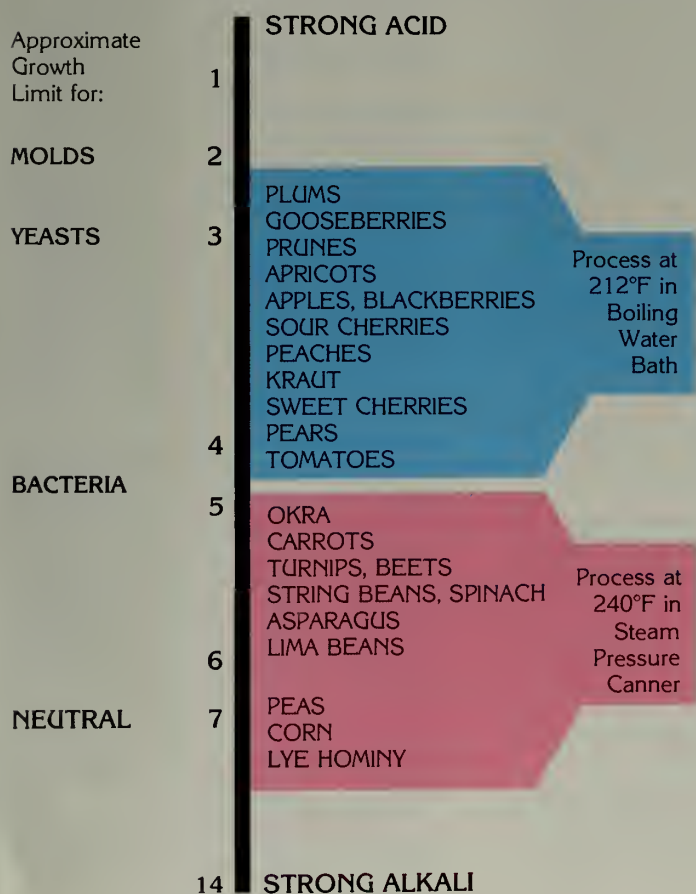 STRONG ACID
Approximate
Growth
Limit for:
1
MOLDS
2
YEASTS
3
PLUMS
GOOSEBERRIES
PRUNES
APRICOTS
APPLES, BLACKBERRIES
SOUR CHERRIES
PEACHES
KRAUT
SWEET CHERRIES
PEARS
TOMATOES
Process at
212°F in
Boiling
Water
Bath
4
BACTERIA
5
OKRA
CARROTS
TURNIPS, BEETS
STRING BEANS, SPINACH
ASPARAGUS
LIMA BEANS
Process at
240°F in
Steam
Pressure
Canner
6
NEUTRAL
7
PEAS
CORN
LYE HOMINY
14
STRONG ALKALI